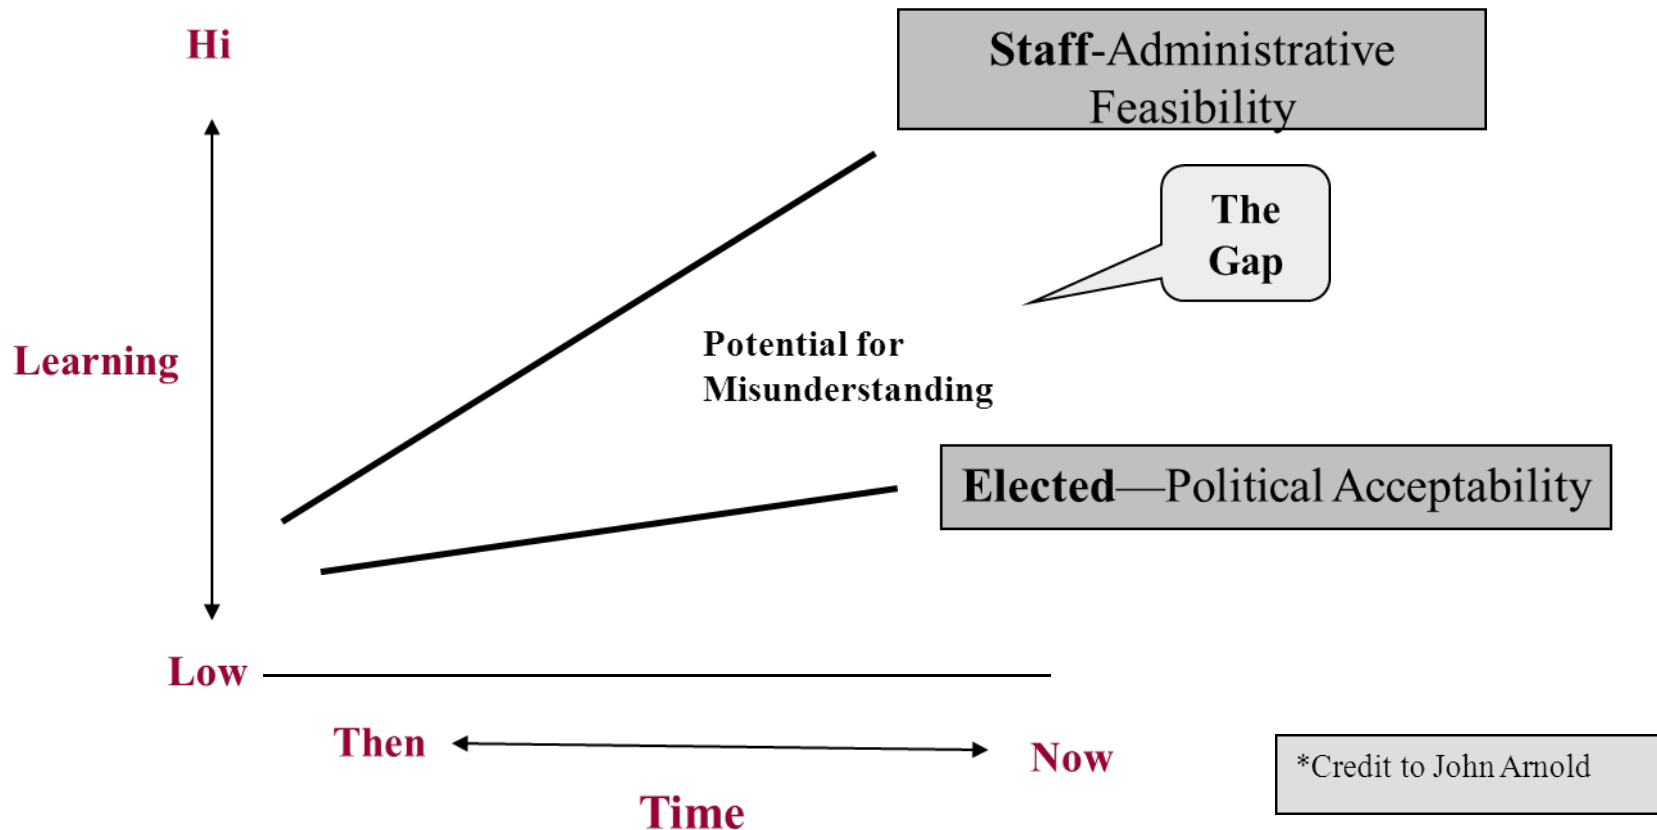 Hi
Staff-Administrative
Feasibility
The
Gap
Potential for
Misunderstanding
Learning
Elected—Political Acceptability
Low
Then
Now
Time
*Credit to John Arnold